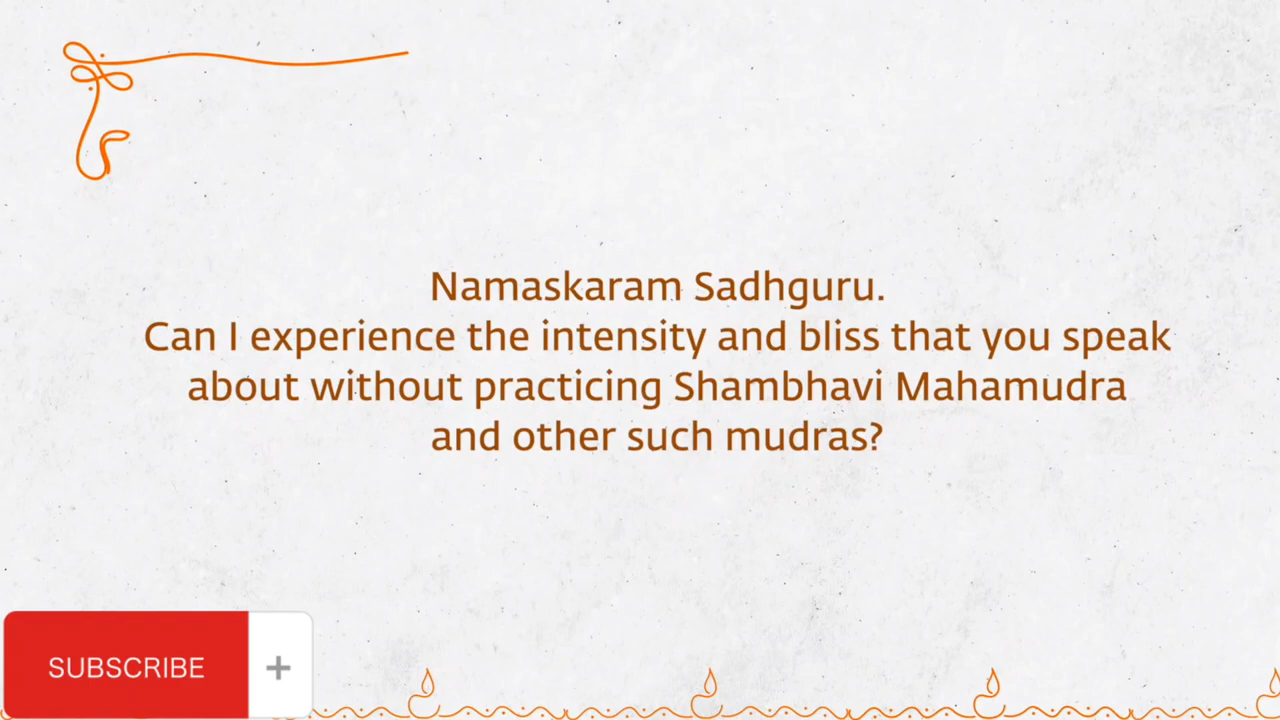 Namaskaram Sadhguru.
Can I experience the intensity and bliss that you speak
about without practicing Shambhavi Mahamudra
and other such mudras?
SUBSCRIBE +